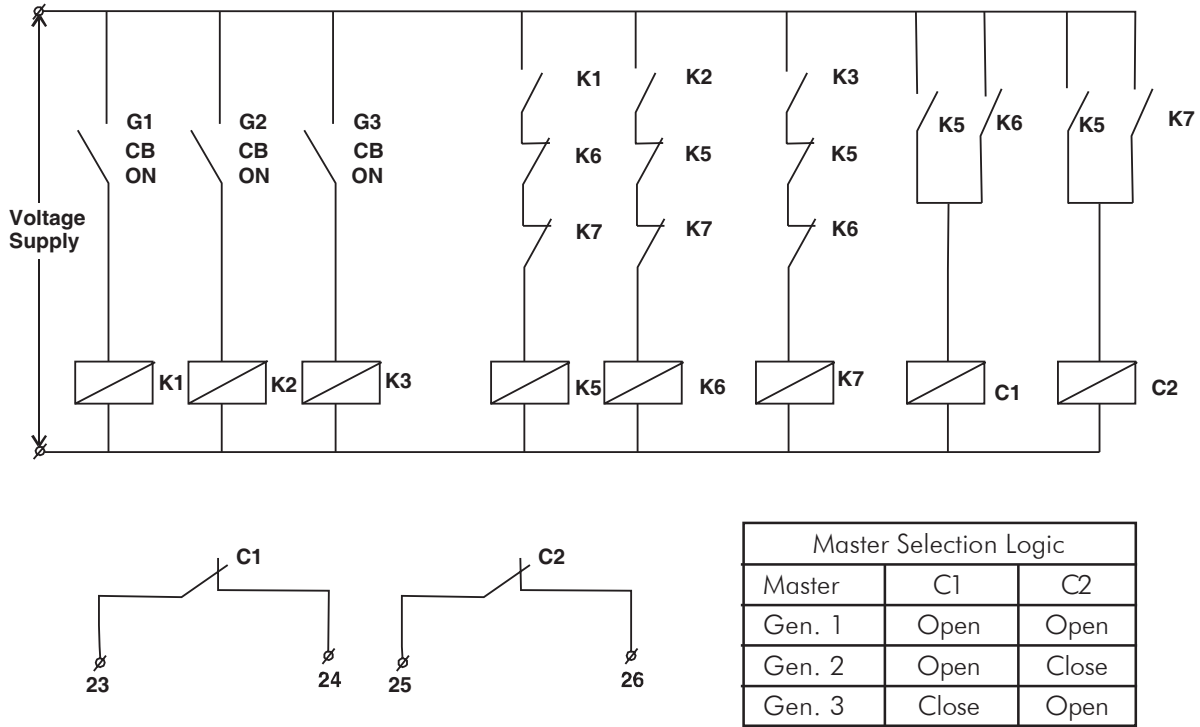 G1
CB
ON
G2
CB
ON
G3
CB
ON
K1
K6
K7
K2
K5
K7
K3
K5
K6
K5
K6
K5
K7
Voltage
Supply
K1
K2
K3
K5
K6
K7
C1
C2
C1
23
24
C2
25
26
Master Selection Logic
Master C1 C2
Gen. 1 Open Open
Gen. 2 Open Close
Gen. 3 Close Open